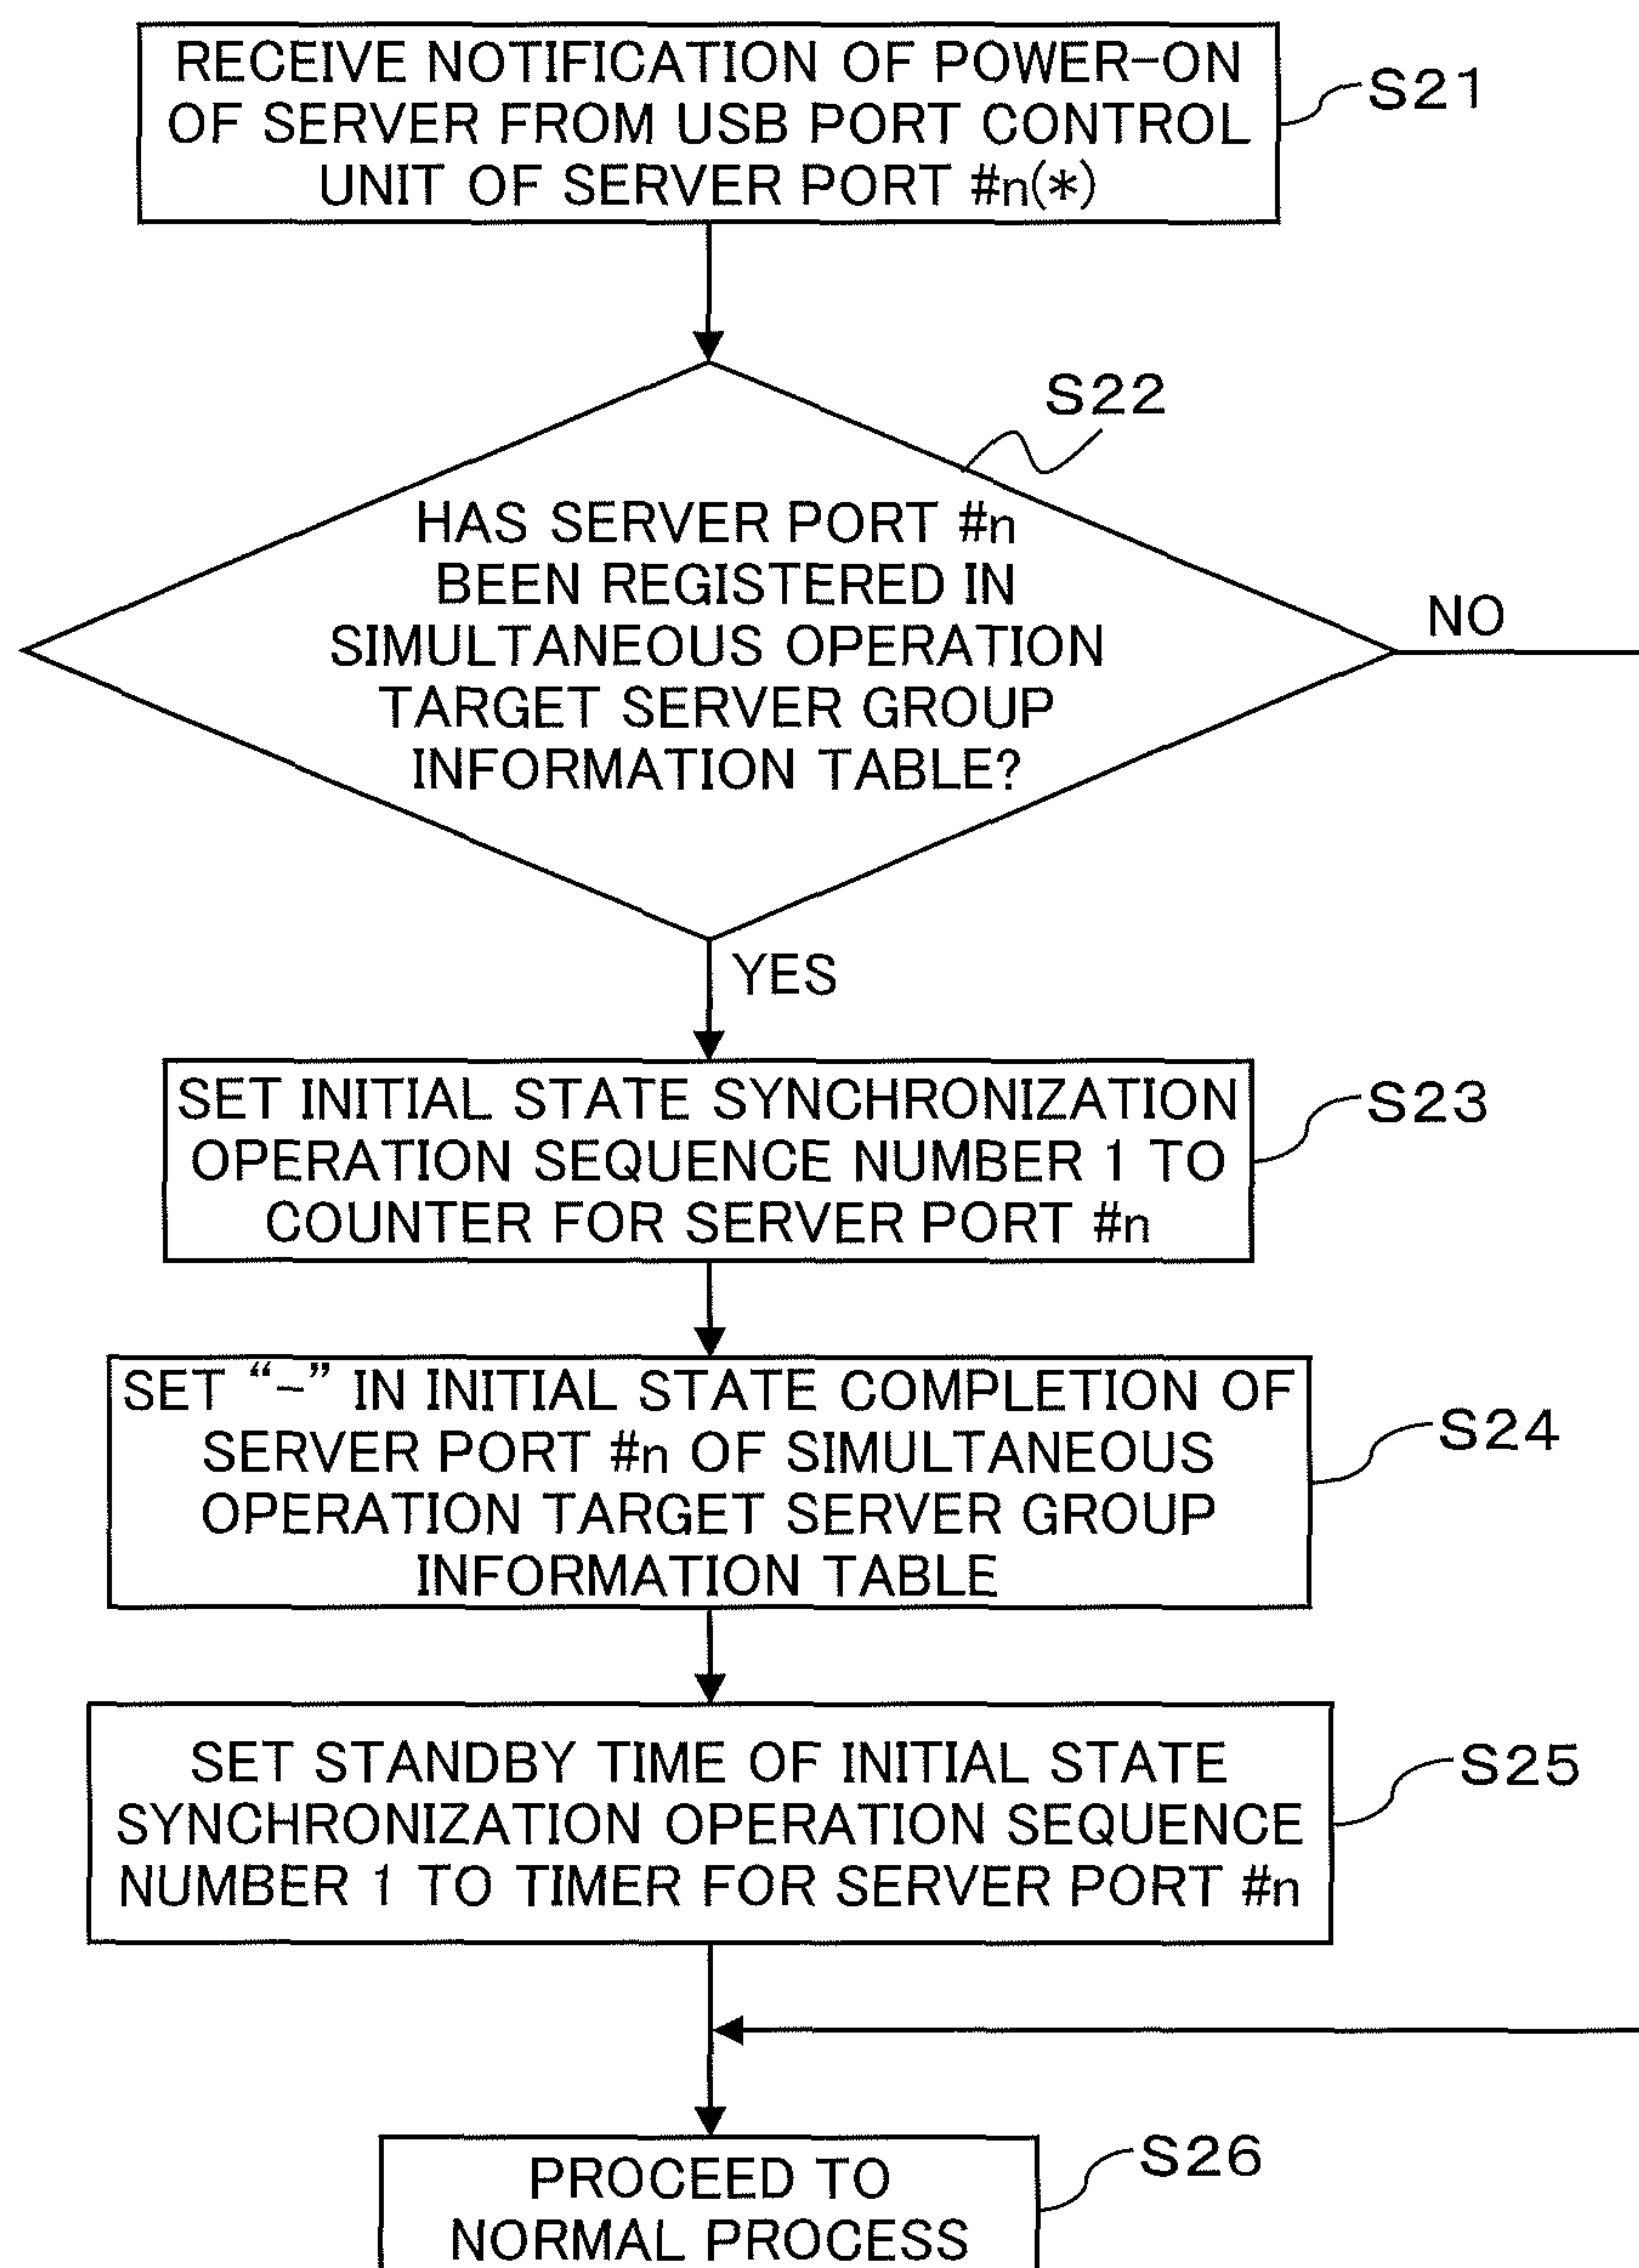 RECEIVE NOTIFICATION OF POWER-ON
OF SERVER FROM USB PORT CONTROL
UNIT OF SERVER PORT #n(*)
S21
S22
HAS SERVER PORT #n
BEEN REGISTERED IN
SIMULTANEOUS OPERATION
TARGET SERVER GROUP
INFORMATION TABLE?
NO
YES
SET INITIAL STATE SYNCHRONIZATION
OPERATION SEQUENCE NUMBER 1 TO
COUNTER FOR SERVER PORT #n
S23
SET “-” IN INITIAL STATE COMPLETION OF
SERVER PORT #n OF SIMULTANEOUS
OPERATION TARGET SERVER GROUP
INFORMATION TABLE
S24
SET STANDBY TIME OF INITIAL STATE
SYNCHRONIZATION OPERATION SEQUENCE
NUMBER 1 TO TIMER FOR SERVER PORT #n
S25
PROCEED TO
NORMAL PROCESS
S26